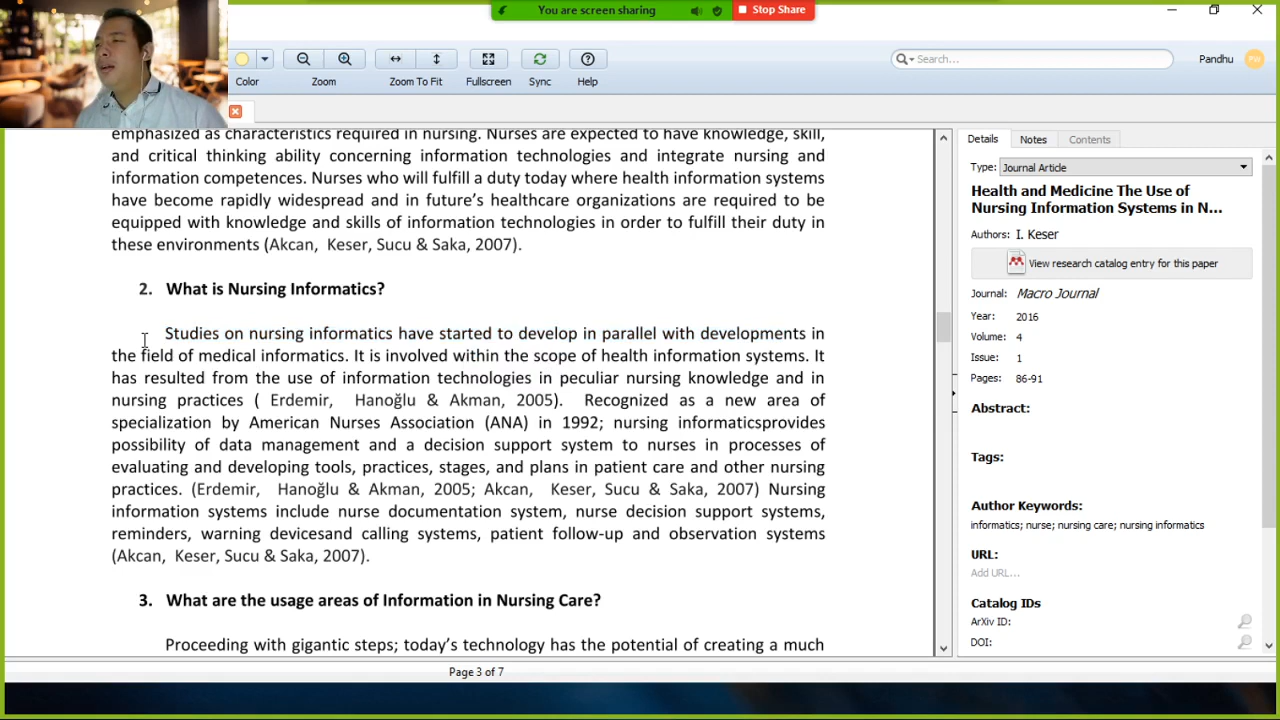 You are screen sharing
Stop Share
Color
Zoom
Zoom To Fit
Fullscreen
Sync
Help
Search...
Pandhu
PW
emphasized as characteristics required in nursing. Nurses are expected to have knowledge, skill,
and critical thinking ability concerning information technologies and integrate nursing and
information competences. Nurses who will fulfill a duty today where health information systems
have become rapidly widespread and in future’s healthcare organizations are required to be
equipped with knowledge and skills of information technologies in order to fulfill their duty in
these environments (Akcan, Keser, Sucu & Saka, 2007).
2. What is Nursing Informatics?
Studies on nursing informatics have started to develop in parallel with developments in
the field of medical informatics. It is involved within the scope of health information systems. It
has resulted from the use of information technologies in peculiar nursing knowledge and in
nursing practices ( Erdemir, Hanoğlu & Akman, 2005). Recognized as a new area of
specialization by American Nurses Association (ANA) in 1992; nursing informaticsprovides
possibility of data management and a decision support system to nurses in processes of
evaluating and developing tools, practices, stages, and plans in patient care and other nursing
practices. (Erdemir, Hanoğlu & Akman, 2005; Akcan, Keser, Sucu & Saka, 2007) Nursing
information systems include nurse documentation system, nurse decision support systems,
reminders, warning devicesand calling systems, patient follow-up and observation systems
(Akcan, Keser, Sucu & Saka, 2007).
3. What are the usage areas of Information in Nursing Care?
Proceeding with gigantic steps; today’s technology has the potential of creating a much
Page 3 of 7
Details
Notes
Contents
Type: Journal Article
Health and Medicine The Use of
Nursing Information Systems in N...
Authors: I. Keser
View research catalog entry for this paper
Journal: Macro Journal
Year: 2016
Volume: 4
Issue: 1
Pages: 86-91
Abstract:
Tags:
Author Keywords:
informatics; nurse; nursing care; nursing informatics
URL:
Add URL...
Catalog IDs
ArXiv ID:
DOI: